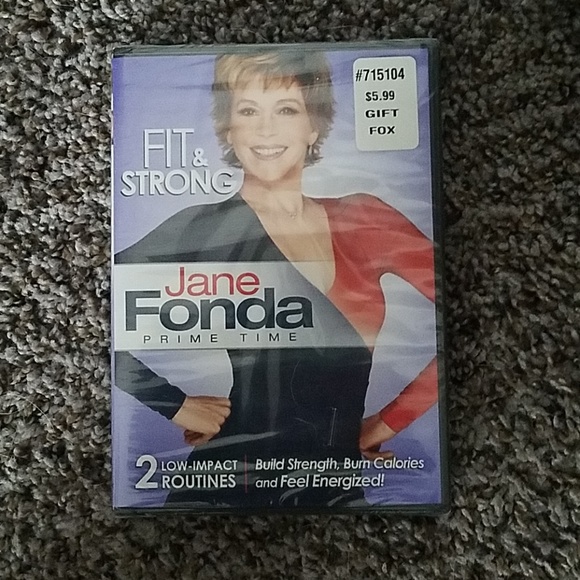 #715104
$5.99
GIFT
FOX
FIT &
STRONG
Jane
Fonda
PRIME TIME
2 LOW-IMPACT
ROUTINES
Build Strength, Burn Calories
and Feel Energized!